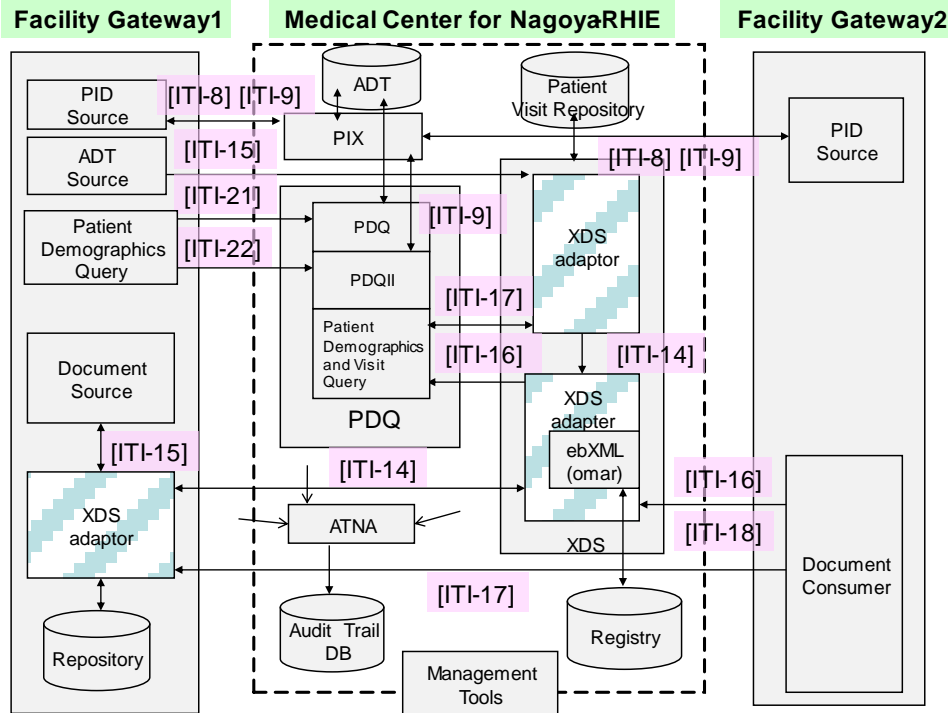 Facility Gateway1
Medical Center for Nagoya-RHIE
Facility Gateway2
PID
Source
[ITI-8] [ITI-9]
ADT
Patient
Visit Repository
PIX
PID
Source
ADT
Source
[ITI-15]
[ITI-8] [ITI-9]
[ITI-21]
Patient
Demographics
Query
[ITI-22]
PDQ
[ITI-9]
XDS
adaptor
PDQII
[ITI-17]
Patient
Demographics
and Visit
Query
[ITI-16]
[ITI-14]
PDQ
Document
Source
XDS
adapter
ebXML
(omar)
[ITI-15]
[ITI-14]
[ITI-16]
XDS
adaptor
ATNA
[ITI-18]
XDS
Document
Consumer
[ITI-17]
Repository
Audit Trail
DB
Registry
Management
Tools